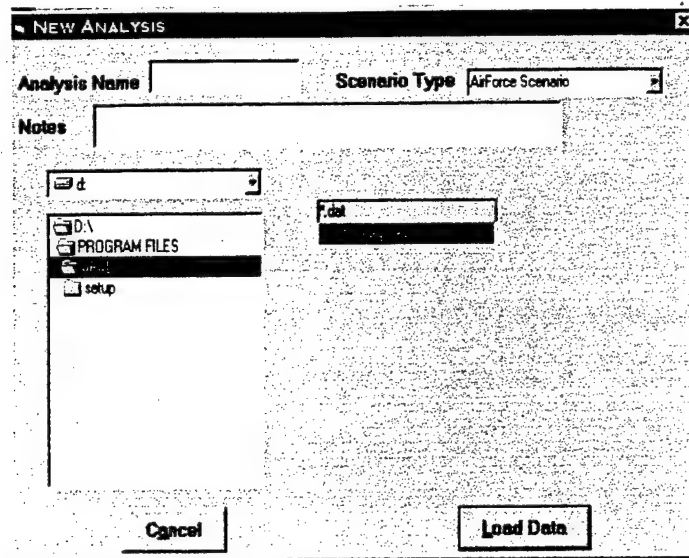 NEW ANALYSIS
Analysis Name
Scenario Type AirForce Scenario
Notes
d:
*.dat
D:\
PROGRAM FILES
setup
Cancel
Load Data